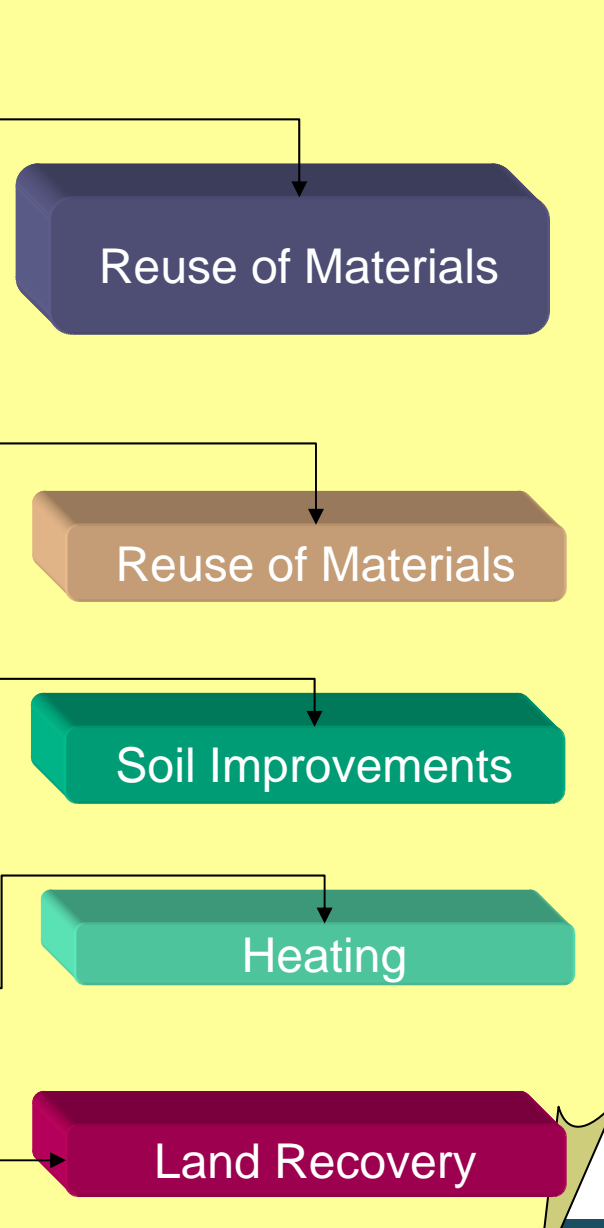 Reuse of Materials
Reuse of Materials
Soil Improvements
Heating
Land Recovery